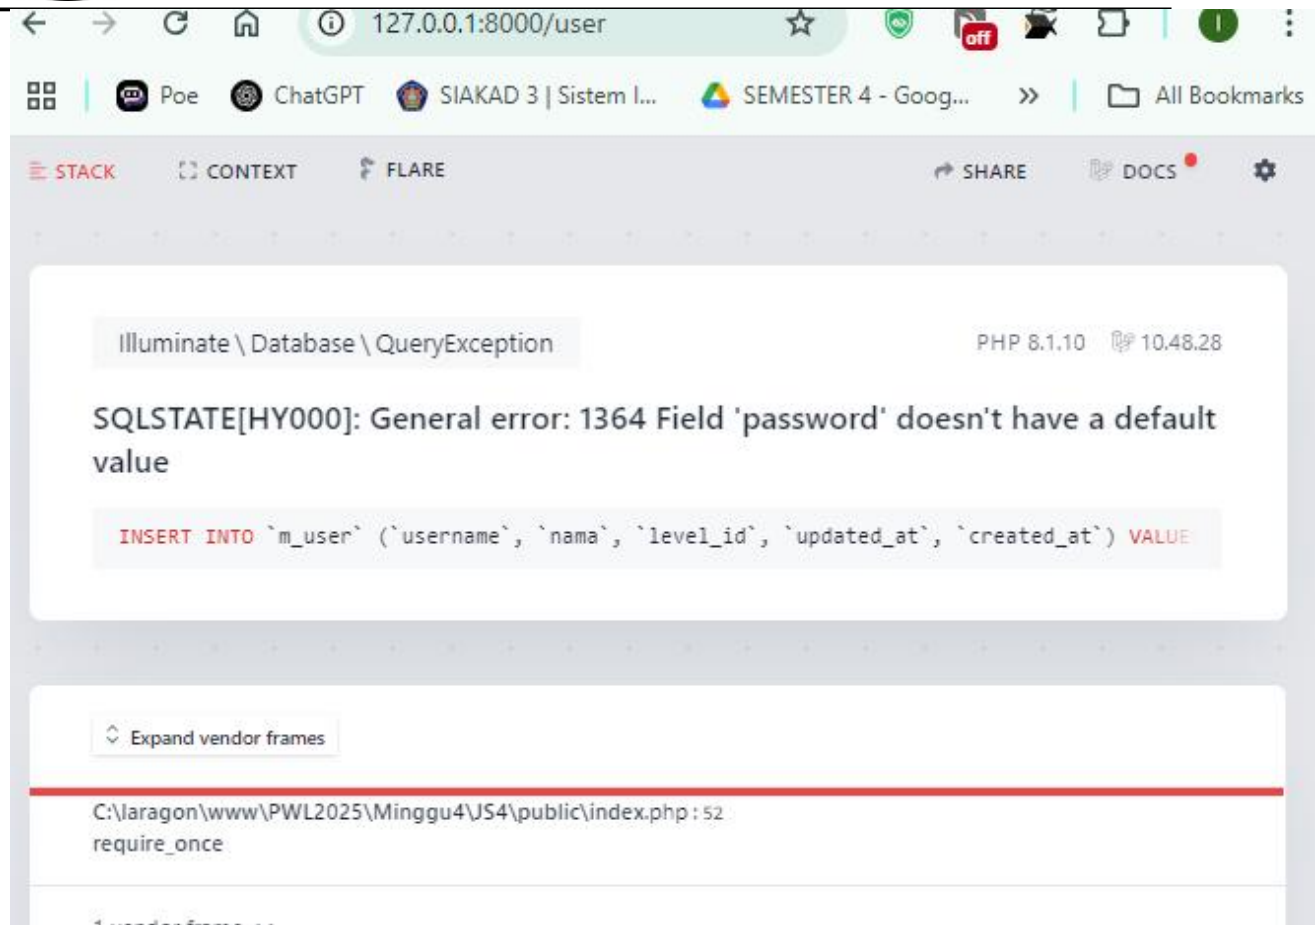 127.0.0.1:8000/user
off
I
Poe ChatGPT SIAKAD 3 | Sistem I... SEMESTER 4 - Goog... >> All Bookmarks
STACK CONTEXT FLARE SHARE DOCS
Illuminate \ Database \ QueryException PHP 8.1.10 10.48.28
SQLSTATE[HY000]: General error: 1364 Field 'password' doesn't have a default
value
INSERT INTO `m_user` (`username`, `nama`, `level_id`, `updated_at`, `created_at`) VALUE
Expand vendor frames
C:\laragon\www\PWL2025\Minggu4\JS4\public\index.php : 52
require_once